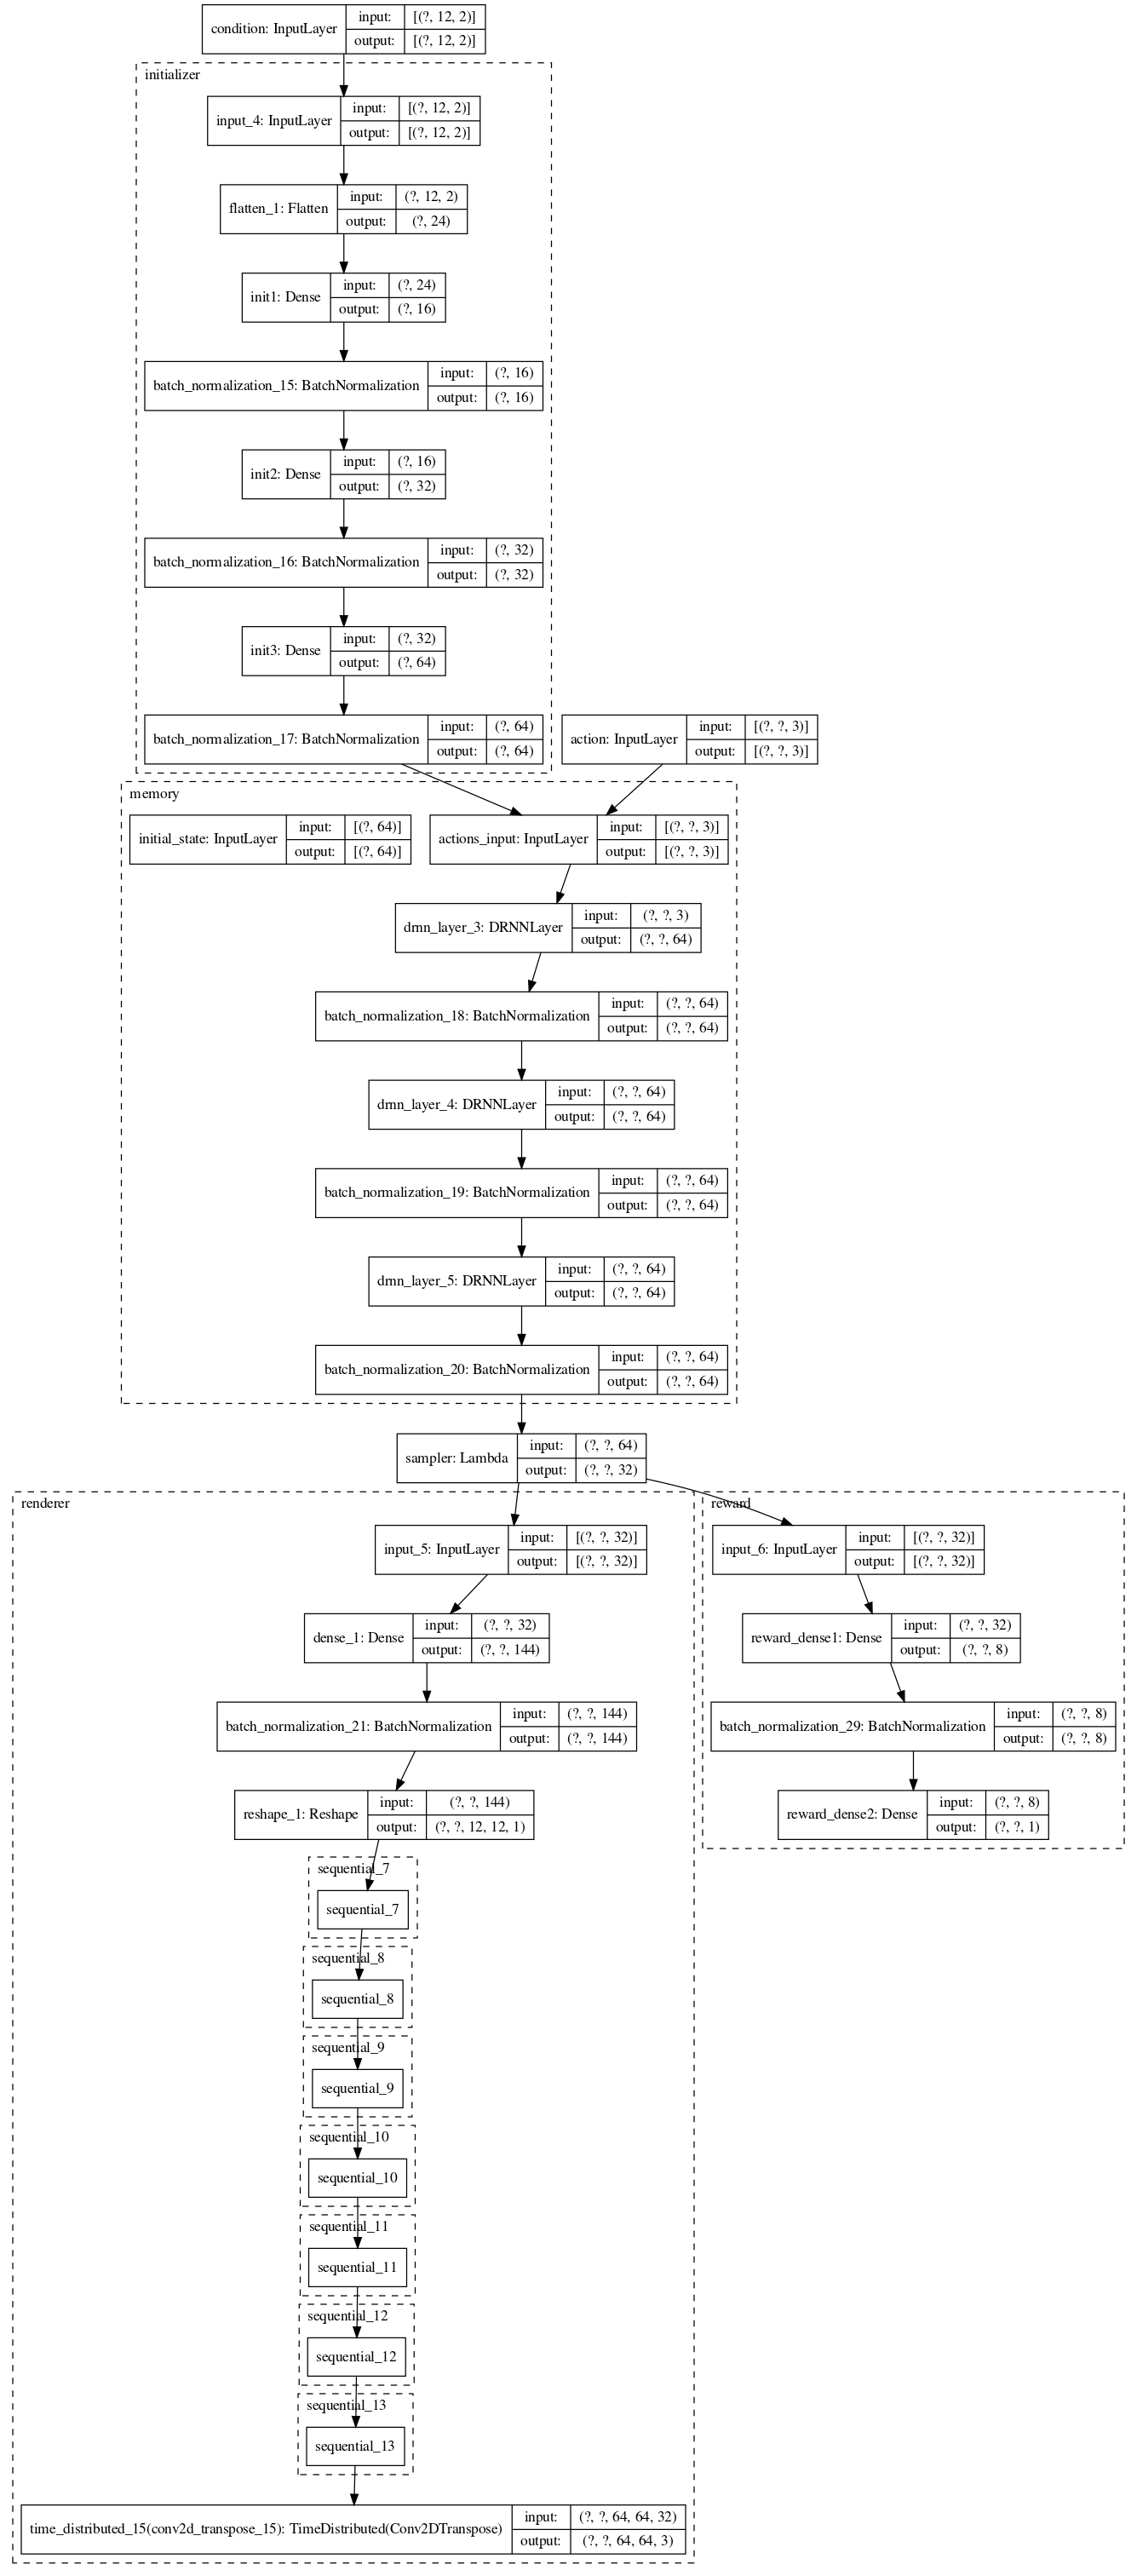 condition: InputLayer input: [(?, 12, 2)]
output: [(?, 12, 2)]
initializer
input_4: InputLayer input: [(?, 12, 2)]
output: [(?, 12, 2)]
flatten_1: Flatten input: (?, 12, 2)
output: (?, 24)
init1: Dense input: (?, 24)
output: (?, 16)
batch_normalization_15: BatchNormalization input: (?, 16)
output: (?, 16)
init2: Dense input: (?, 16)
output: (?, 32)
batch_normalization_16: BatchNormalization input: (?, 32)
output: (?, 32)
init3: Dense input: (?, 32)
output: (?, 64)
batch_normalization_17: BatchNormalization input: (?, 64)
output: (?, 64)
action: InputLayer input: [(?, ?, 3)]
output: [(?, ?, 3)]
memory
initial_state: InputLayer input: [(?, 64)]
output: [(?, 64)]
actions_input: InputLayer input: [(?, ?, 3)]
output: [(?, ?, 3)]
drnn_layer_3: DRNNLayer input: (?, ?, 3)
output: (?, ?, 64)
batch_normalization_18: BatchNormalization input: (?, ?, 64)
output: (?, ?, 64)
drnn_layer_4: DRNNLayer input: (?, ?, 64)
output: (?, ?, 64)
batch_normalization_19: BatchNormalization input: (?, ?, 64)
output: (?, ?, 64)
drnn_layer_5: DRNNLayer input: (?, ?, 64)
output: (?, ?, 64)
batch_normalization_20: BatchNormalization input: (?, ?, 64)
output: (?, ?, 64)
sampler: Lambda input: (?, ?, 64)
output: (?, ?, 32)
renderer
input_5: InputLayer input: [(?, ?, 32)]
output: [(?, ?, 32)]
dense_1: Dense input: (?, ?, 32)
output: (?, ?, 144)
batch_normalization_21: BatchNormalization input: (?, ?, 144)
output: (?, ?, 144)
reshape_1: Reshape input: (?, ?, 144)
output: (?, ?, 12, 12, 1)
sequential_7
sequential_7
sequential_8
sequential_8
sequential_9
sequential_9
sequential_10
sequential_10
sequential_11
sequential_11
sequential_12
sequential_12
sequential_13
sequential_13
time_distributed_15(conv2d_transpose_15): TimeDistributed(Conv2DTranspose) input: (?, ?, 64, 64, 32)
output: (?, ?, 64, 64, 3)
reward
input_6: InputLayer input: [(?, ?, 32)]
output: [(?, ?, 32)]
reward_dense1: Dense input: (?, ?, 32)
output: (?, ?, 8)
batch_normalization_29: BatchNormalization input: (?, ?, 8)
output: (?, ?, 8)
reward_dense2: Dense input: (?, ?, 8)
output: (?, ?, 1)